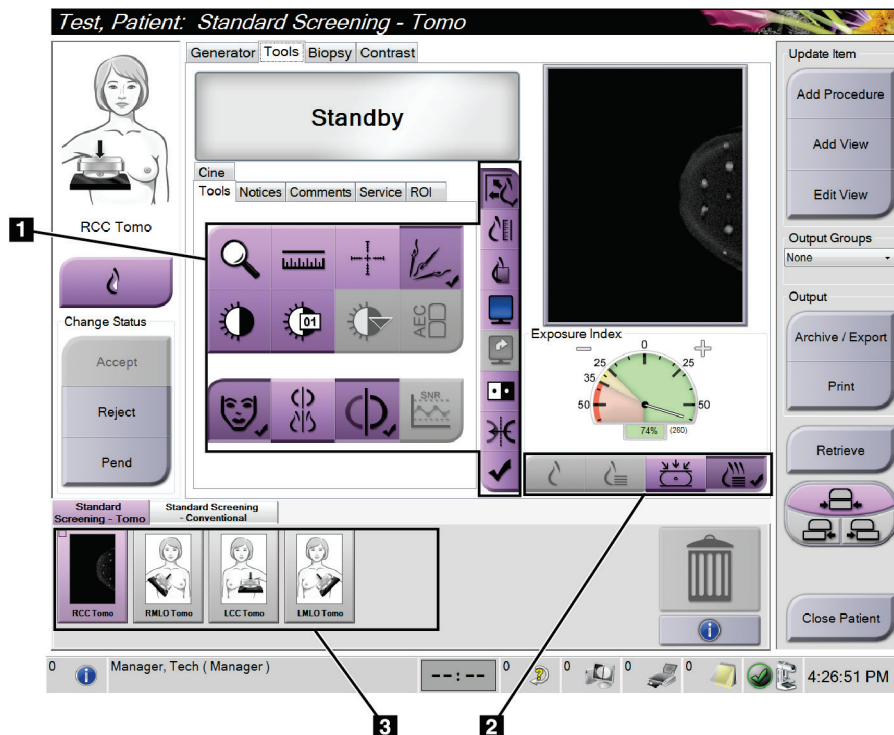 Test, Patient: Standard Screening - Tomo
Generator Tools Biopsy Contrast
Standby
Cine
Tools Notices Comments Service ROI
01
AEC
SNR
RCC Tomo
Change Status
Accept
Reject
Pend
Exposure Index
0
25 25
35
50 50
74% (260)
Update Item
Add Procedure
Add View
Edit View
Output Groups
None
Output
Archive / Export
Print
Retrieve
Close Patient
Standard
Screening - Tomo
Standard Screening
- Conventional
RCC Tomo
RMLO Tomo
LCC Tomo
LMLO Tomo
0 Manager, Tech ( Manager ) --:-- 0 0 0 0 4:26:51 PM
1
3
2